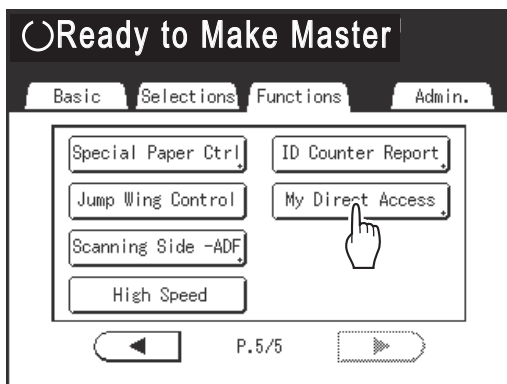 Ready to Make Master
Basic Selections Functions Admin.
Special Paper Ctrl ID Counter Report
Jump Wing Control My Direct Access
Scanning Side -ADF
High Speed
P.5/5